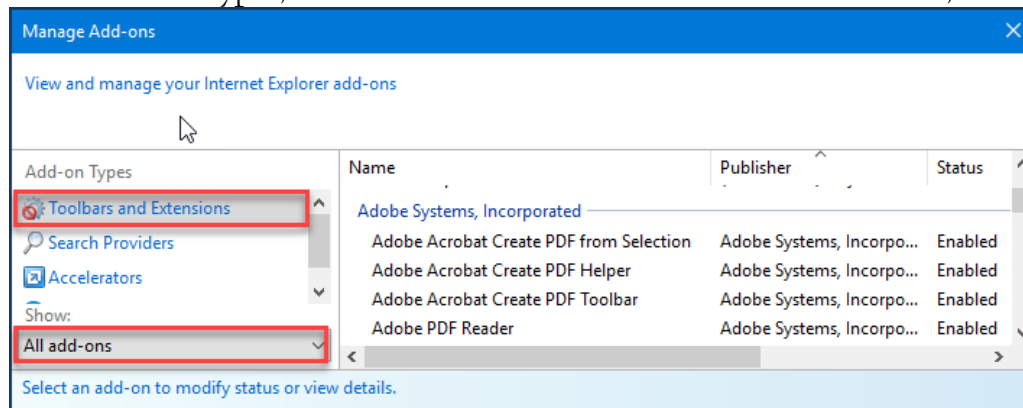 Manage Add-ons
View and manage your Internet Explorer add-ons
Add-on Types
Toolbars and Extensions
Search Providers
Accelerators
Show:
All add-ons
Name Publisher Status
Adobe Systems, Incorporated
Adobe Acrobat Create PDF from Selection Adobe Systems, Incorpo... Enabled
Adobe Acrobat Create PDF Helper Adobe Systems, Incorpo... Enabled
Adobe Acrobat Create PDF Toolbar Adobe Systems, Incorpo... Enabled
Adobe PDF Reader Adobe Systems, Incorpo... Enabled
Select an add-on to modify status or view details.